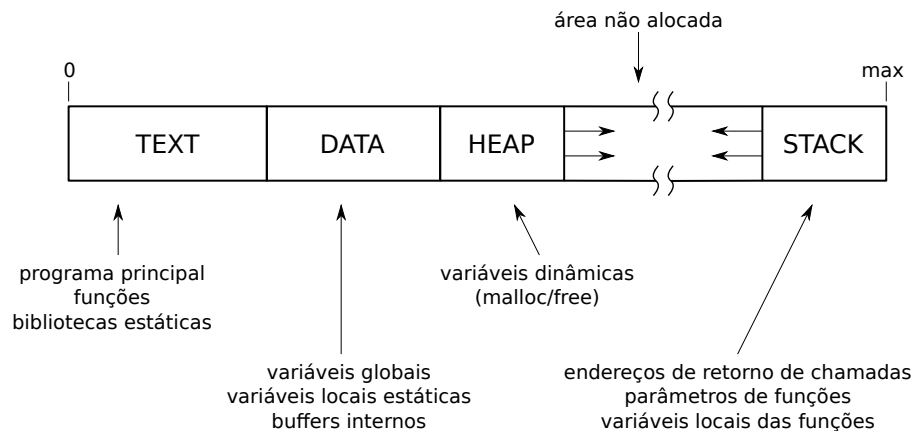 área não alocada
0
max
TEXT
DATA
HEAP
STACK
programa principal
funções
bibliotecas estáticas
variáveis dinâmicas
(malloc/free)
variáveis globais
variáveis locais estáticas
buffers internos
endereços de retorno de chamadas
parâmetros de funções
variáveis locais das funções